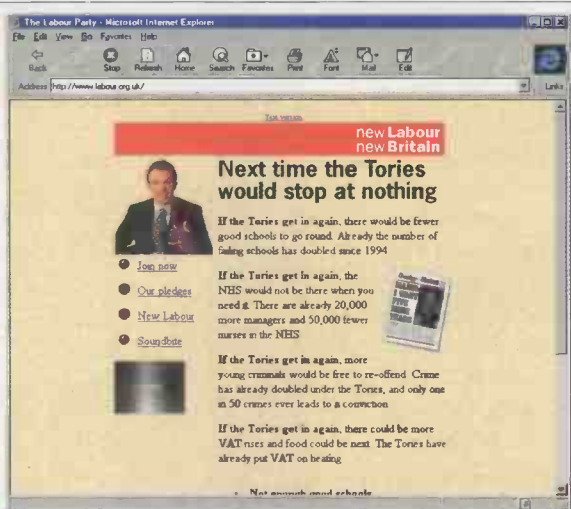 The Labour Party - Microsoft Internet Explorer
File Edit View Go Favorites Help
Back Stop Refresh Home Search Favorites Print Font Mail Edit
Address http://www.labour.org.uk/ Links
Text version
new Labour
new Britain
Next time the Tories
would stop at nothing
If the Tories get in again, there would be fewer
good schools to go round. Already the number of
failing schools has doubled since 1994
If the Tories get in again, the
NHS would not be there when you
need it. There are already 20,000
more managers and 50,000 fewer
nurses in the NHS
If the Tories get in again, more
young criminals would be free to re-offend. Crime
has already doubled under the Tories, and only one
in 50 crimes ever leads to a conviction
If the Tories get in again, there could be more
VAT rises and food could be next. The Tories have
already put VAT on heating
Not enough good schools
Join now
Our pledges
New Labour
Soundbite
I WANT
FIVE
MORE
YEARS